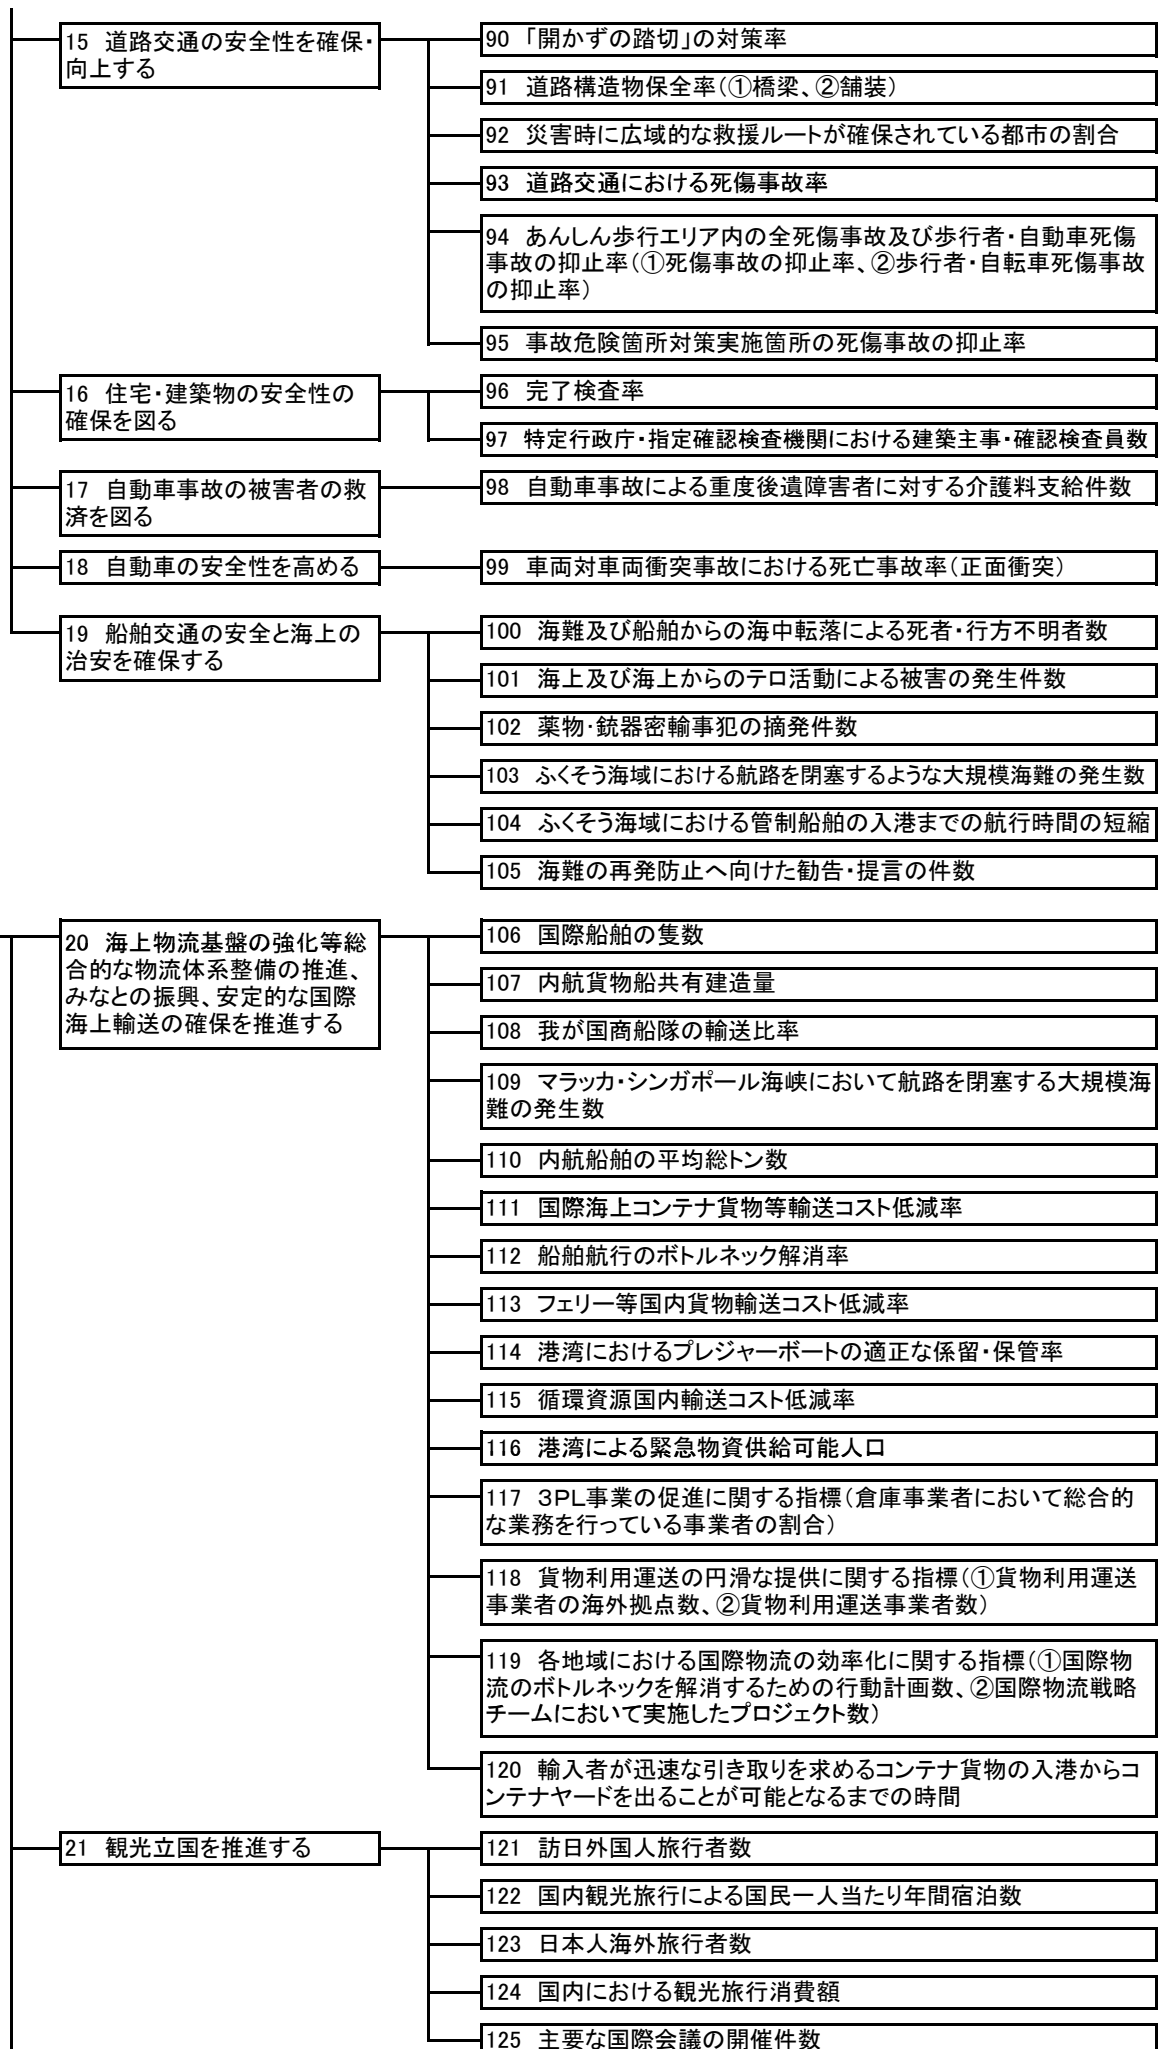 15 道路交通の安全性を確保・
向上する
90 「開かずの踏切」の対策率
91 道路構造物保全率（①橋梁、②舗装）
92 災害時に広域的な救援ルートが確保されている都市の割合
93 道路交通における死傷事故率
94 あんしん歩行エリア内の全死傷事故及び歩行者・自動車死傷
事故の抑止率（①死傷事故の抑止率、②歩行者・自転車死傷事故
の抑止率）
95 事故危険箇所対策実施箇所の死傷事故の抑止率
16 住宅・建築物の安全性の
確保を図る
96 完了検査率
97 特定行政庁・指定確認検査機関における建築主事・確認検査員数
17 自動車事故の被害者の救
済を図る
98 自動車事故による重度後遺障害者に対する介護料支給件数
18 自動車の安全性を高める
99 車両対車両衝突事故における死亡事故率（正面衝突）
19 船舶交通の安全と海上の
治安を確保する
100 海難及び船舶からの海中転落による死者・行方不明者数
101 海上及び海上からのテロ活動による被害の発生件数
102 薬物・銃器密輸事犯の摘発件数
103 ふくそう海域における航路を閉塞するような大規模海難の発生数
104 ふくそう海域における管制船舶の入港までの航行時間の短縮
105 海難の再発防止へ向けた勧告・提言の件数
20 海上物流基盤の強化等総
合的な物流体系整備の推進、
みなとの振興、安定的な国際
海上輸送の確保を推進する
106 国際船舶の隻数
107 内航貨物船共有建造量
108 我が国商船隊の輸送比率
109 マラッカ・シンガポール海峡において航路を閉塞する大規模海
難の発生数
110 内航船舶の平均総トン数
111 国際海上コンテナ貨物等輸送コスト低減率
112 船舶航行のボトルネック解消率
113 フェリー等国内貨物輸送コスト低減率
114 港湾におけるプレジャーボートの適正な係留・保管率
115 循環資源国内輸送コスト低減率
116 港湾による緊急物資供給可能人口
117 3PL事業の促進に関する指標（倉庫事業者において総合的
な業務を行っている事業者の割合）
118 貨物利用運送の円滑な提供に関する指標（①貨物利用運送
事業者の海外拠点数、②貨物利用運送事業者数）
119 各地域における国際物流の効率化に関する指標（①国際物
流のボトルネックを解消するための行動計画数、②国際物流戦略
チームにおいて実施したプロジェクト数）
120 輸入者が迅速な引き取りを求めるコンテナ貨物の入港からコ
ンテナヤードを出ることが可能となるまでの時間
21 観光立国を推進する
121 訪日外国人旅行者数
122 国内観光旅行による国民一人当たり年間宿泊数
123 日本人海外旅行者数
124 国内における観光旅行消費額
125 主要な国際会議の開催件数